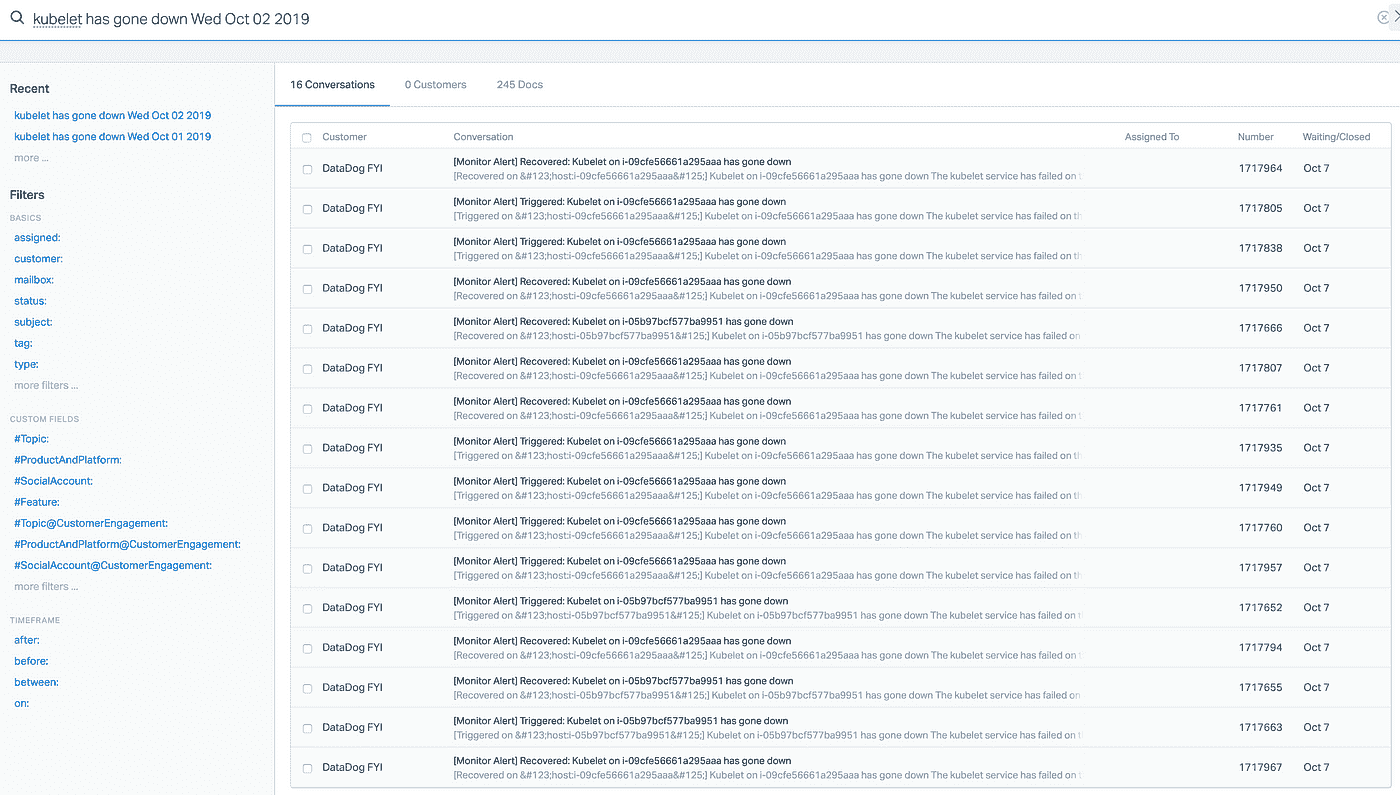 kubelet has gone down Wed Oct 02 2019
Recent
kubelet has gone down Wed Oct 02 2019
kubelet has gone down Wed Oct 01 2019
more ...
Filters
BASICS
assigned:
customer:
mailbox:
status:
subject:
tag:
type:
more filters ...
CUSTOM FIELDS
#Topic:
#ProductAndPlatform:
#SocialAccount:
#Feature:
#Topic@CustomerEngagement:
#ProductAndPlatform@CustomerEngagement:
#SocialAccount@CustomerEngagement:
more filters ...
TIMEFRAME
after:
before:
between:
on:
16 Conversations 0 Customers 245 Docs
Customer Conversation Assigned To Number Waiting/Closed
[Monitor Alert] Recovered: Kubelet on i-09cfe56661a295aaa has gone down
DataDog FYI 1717964 Oct 7
[Recovered on &#123;host:i-09cfe56661a295aaa&#125;] Kubelet on i-09cfe56661a295aaa has gone down The kubelet service has failed on
[Monitor Alert] Triggered: Kubelet on i-09cfe56661a295aaa has gone down
DataDog FYI 1717805 Oct 7
[Triggered on &#123;host:i-09cfe56661a295aaa&#125;] Kubelet on i-09cfe56661a295aaa has gone down The kubelet service has failed on
[Monitor Alert] Triggered: Kubelet on i-09cfe56661a295aaa has gone down
DataDog FYI 1717838 Oct 7
[Triggered on &#123;host:i-09cfe56661a295aaa&#125;] Kubelet on i-09cfe56661a295aaa has gone down The kubelet service has failed on
[Monitor Alert] Recovered: Kubelet on i-09cfe56661a295aaa has gone down
DataDog FYI 1717950 Oct 7
[Recovered on &#123;host:i-09cfe56661a295aaa&#125;] Kubelet on i-09cfe56661a295aaa has gone down The kubelet service has failed on
[Monitor Alert] Recovered: Kubelet on i-05b97bcf577ba9951 has gone down
DataDog FYI 1717666 Oct 7
[Recovered on &#123;host:i-05b97bcf577ba9951&#125;] Kubelet on i-05b97bcf577ba9951 has gone down The kubelet service has failed on
[Monitor Alert] Recovered: Kubelet on i-09cfe56661a295aaa has gone down
DataDog FYI 1717807 Oct 7
[Recovered on &#123;host:i-09cfe56661a295aaa&#125;] Kubelet on i-09cfe56661a295aaa has gone down The kubelet service has failed on
[Monitor Alert] Recovered: Kubelet on i-09cfe56661a295aaa has gone down
DataDog FYI 1717761 Oct 7
[Recovered on &#123;host:i-09cfe56661a295aaa&#125;] Kubelet on i-09cfe56661a295aaa has gone down The kubelet service has failed on
[Monitor Alert] Triggered: Kubelet on i-09cfe56661a295aaa has gone down
DataDog FYI 1717935 Oct 7
[Triggered on &#123;host:i-09cfe56661a295aaa&#125;] Kubelet on i-09cfe56661a295aaa has gone down The kubelet service has failed on
[Monitor Alert] Triggered: Kubelet on i-09cfe56661a295aaa has gone down
DataDog FYI 1717949 Oct 7
[Triggered on &#123;host:i-09cfe56661a295aaa&#125;] Kubelet on i-09cfe56661a295aaa has gone down The kubelet service has failed on
[Monitor Alert] Triggered: Kubelet on i-09cfe56661a295aaa has gone down
DataDog FYI 1717760 Oct 7
[Triggered on &#123;host:i-09cfe56661a295aaa&#125;] Kubelet on i-09cfe56661a295aaa has gone down The kubelet service has failed on
[Monitor Alert] Triggered: Kubelet on i-09cfe56661a295aaa has gone down
DataDog FYI 1717957 Oct 7
[Triggered on &#123;host:i-09cfe56661a295aaa&#125;] Kubelet on i-09cfe56661a295aaa has gone down The kubelet service has failed on
[Monitor Alert] Triggered: Kubelet on i-05b97bcf577ba9951 has gone down
DataDog FYI 1717652 Oct 7
[Triggered on &#123;host:i-05b97bcf577ba9951&#125;] Kubelet on i-05b97bcf577ba9951 has gone down The kubelet service has failed on
[Monitor Alert] Recovered: Kubelet on i-09cfe56661a295aaa has gone down
DataDog FYI 1717794 Oct 7
[Recovered on &#123;host:i-09cfe56661a295aaa&#125;] Kubelet on i-09cfe56661a295aaa has gone down The kubelet service has failed on
[Monitor Alert] Recovered: Kubelet on i-05b97bcf577ba9951 has gone down
DataDog FYI 1717655 Oct 7
[Recovered on &#123;host:i-05b97bcf577ba9951&#125;] Kubelet on i-05b97bcf577ba9951 has gone down The kubelet service has failed on
[Monitor Alert] Triggered: Kubelet on i-05b97bcf577ba9951 has gone down
DataDog FYI 1717663 Oct 7
[Triggered on &#123;host:i-05b97bcf577ba9951&#125;] Kubelet on i-05b97bcf577ba9951 has gone down The kubelet service has failed on
[Monitor Alert] Recovered: Kubelet on i-09cfe56661a295aaa has gone down
DataDog FYI 1717967 Oct 7
[Recovered on &#123;host:i-09cfe56661a295aaa&#125;] Kubelet on i-09cfe56661a295aaa has gone down The kubelet service has failed on